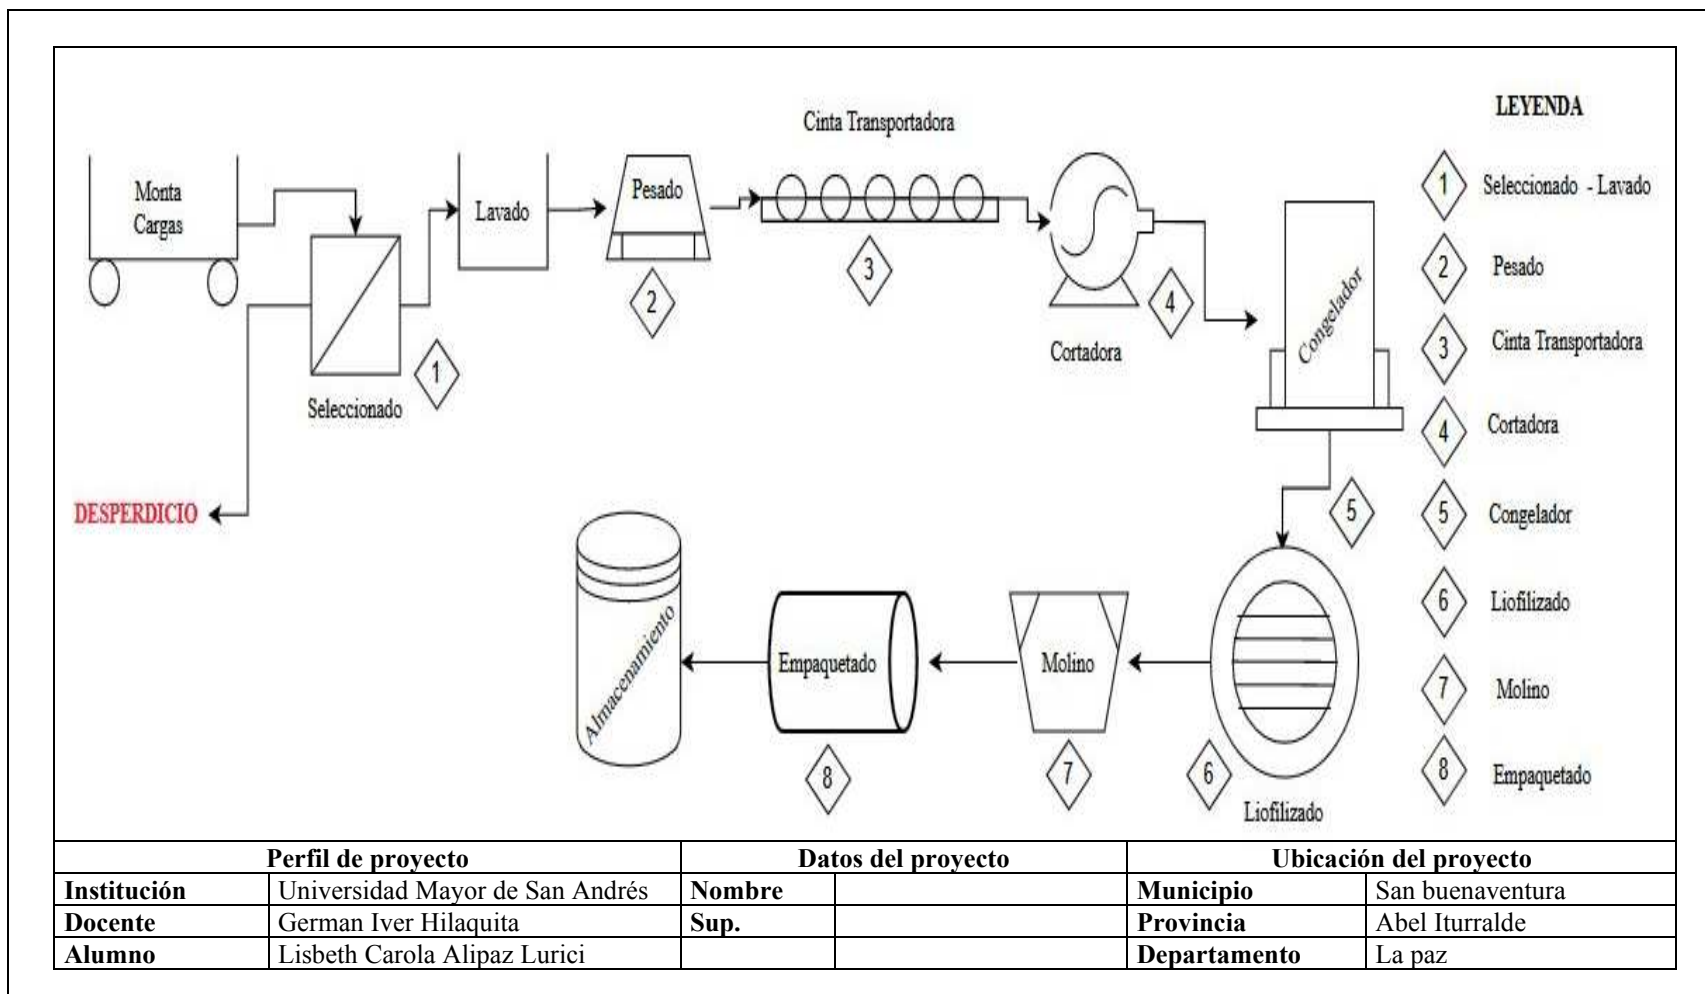 LEYENDA
Cinta Transportadora
Monta
Cargas
Lavado
Pesado
1 Seleccionado - Lavado
2 Pesado
3 Cinta Transportadora
4 Cortadora
5 Congelador
6 Liofilizado
7 Molino
8 Empaquetado
2
3
4
Cortadora
Congelador
1
Seleccionado
DESPERDICIO
5
Almacenamiento
Empaquetado
Molino
8
7
6
Liofilizado
Perfil de proyecto Datos del proyecto Ubicación del proyecto
Institución Universidad Mayor de San Andrés Nombre Municipio San buenaventura
Docente German Iver Hilaquita Sup. Provincia Abel Iturralde
Alumno Lisbeth Carola Alipaz Lurici Departamento La paz